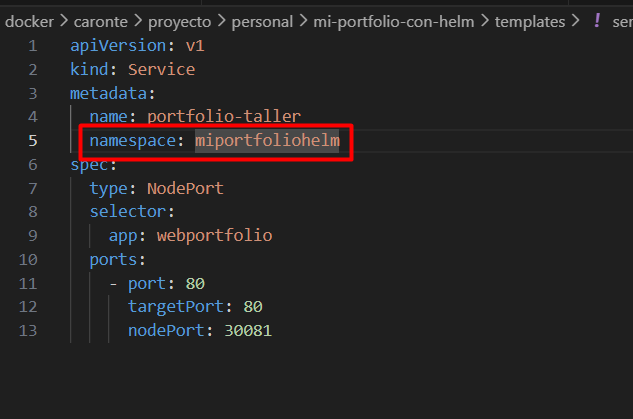 docker > caronte > proyecto > personal > mi-portfolio-con-helm > templates > ! ser
1 apiVersion: v1
2 kind: Service
3 metadata:
4   name: portfolio-taller
5   namespace: miportfoliohelm
6 spec:
7   type: NodePort
8   selector:
9     app: webportfolio
10   ports:
11     - port: 80
12       targetPort: 80
13       nodePort: 30081